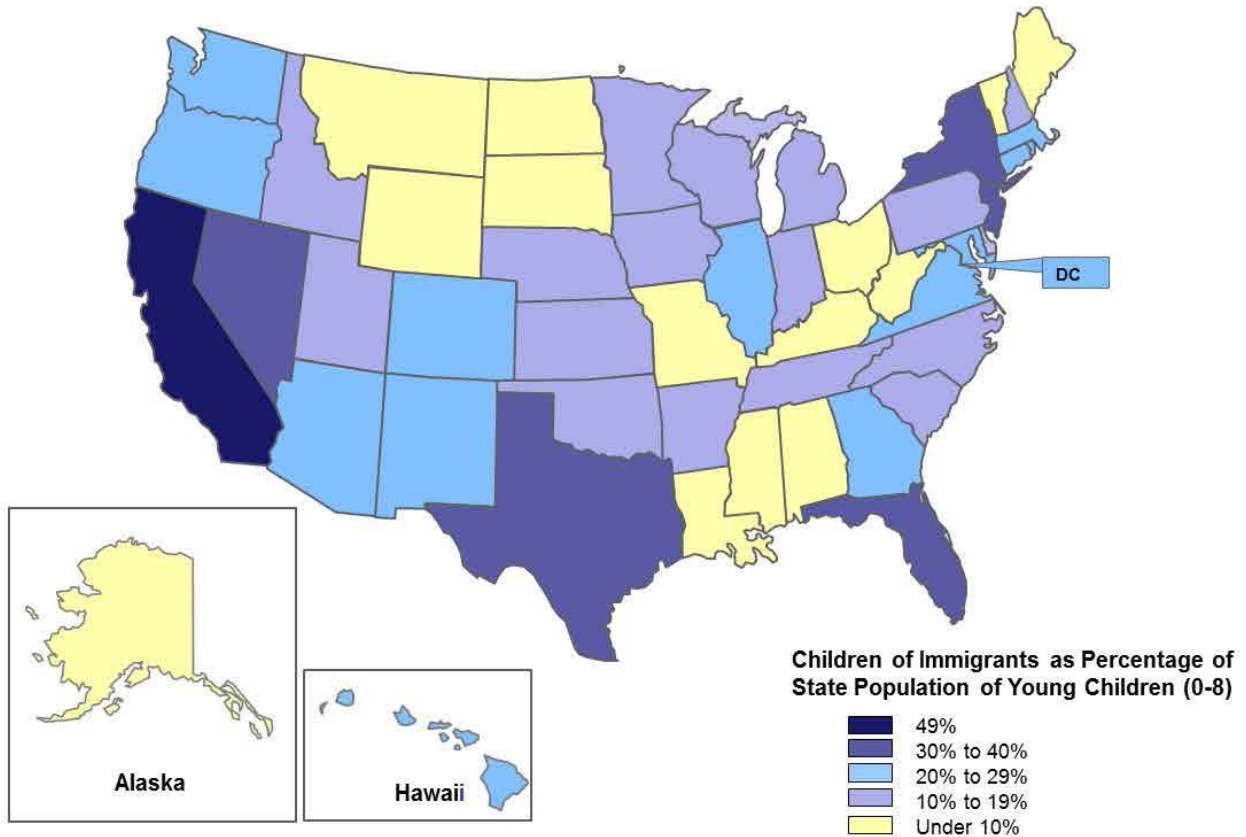 DC
Alaska
Hawaii
Children of Immigrants as Percentage of
State Population of Young Children (0-8)
49%
30% to 40%
20% to 29%
10% to 19%
Under 10%